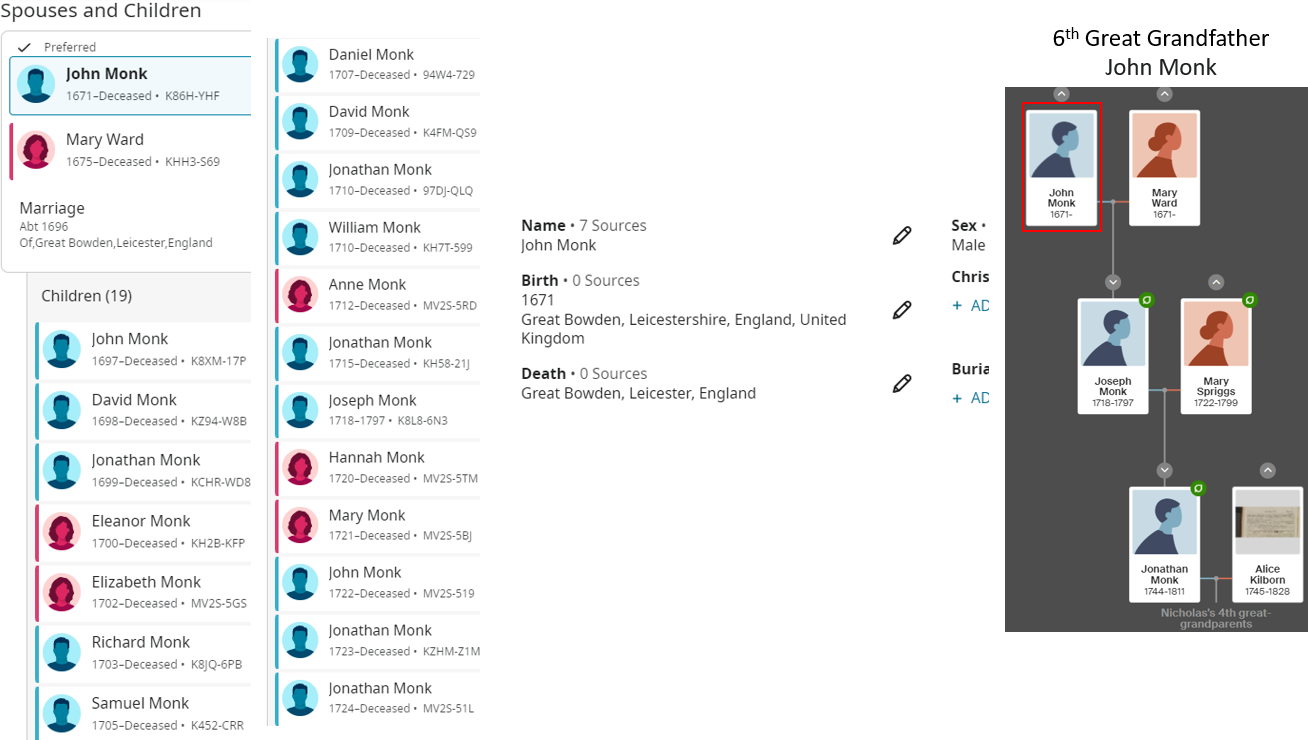 Spouses and Children
Preferred
John Monk
1671–Deceased • K86H-YHF
Mary Ward
1675–Deceased • KHH3-S69
Marriage
Abt 1696
Of,Great Bowden,Leicester,England
Children (19)
John Monk
1697–Deceased • K8XM-17P
David Monk
1698–Deceased • KZ94-W8B
Jonathan Monk
1699–Deceased • KCHR-WD8
Eleanor Monk
1700–Deceased • KH2B-KFP
Elizabeth Monk
1702–Deceased • MV2S-5GS
Richard Monk
1703–Deceased • K8JQ-6PB
Samuel Monk
1705–Deceased • K452-CRR
Daniel Monk
1707–Deceased • 94W4-729
David Monk
1709–Deceased • K4FM-QS9
Jonathan Monk
1710–Deceased • 97DJ-QLQ
William Monk
1710–Deceased • KH7T-599
Anne Monk
1712–Deceased • MV2S-5RD
Jonathan Monk
1715–Deceased • KH58-21J
Joseph Monk
1718–1797 • K8L8-6N3
Hannah Monk
1720–Deceased • MV2S-5TM
Mary Monk
1721–Deceased • MV2S-5BJ
John Monk
1722–Deceased • MV2S-519
Jonathan Monk
1723–Deceased • KZHM-Z1M
Jonathan Monk
1724–Deceased • MV2S-51L
Name • 7 Sources
John Monk
Birth • 0 Sources
1671
Great Bowden, Leicestershire, England, United
Kingdom
Death • 0 Sources
Great Bowden, Leicester, England
Sex •
Male
Chris
+ AD
Buria
+ AD
6th Great Grandfather
John Monk
John
Monk
1671-
Mary
Ward
1671-
Joseph
Monk
1718-1797
Mary
Spriggs
1722-1799
Jonathan
Monk
1744-1811
Alice
Kilborn
1745-1828
Nicholas's 4th great-
grandparents